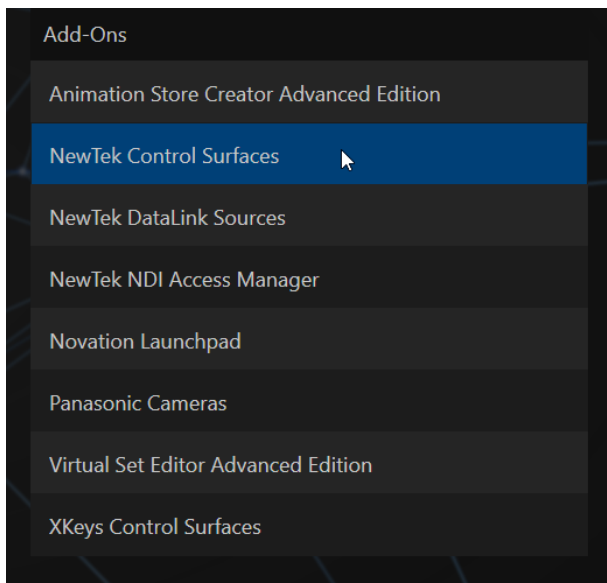 Add-Ons
Animation Store Creator Advanced Edition
NewTek Control Surfaces
NewTek DataLink Sources
NewTek NDI Access Manager
Novation Launchpad
Panasonic Cameras
Virtual Set Editor Advanced Edition
XKeys Control Surfaces